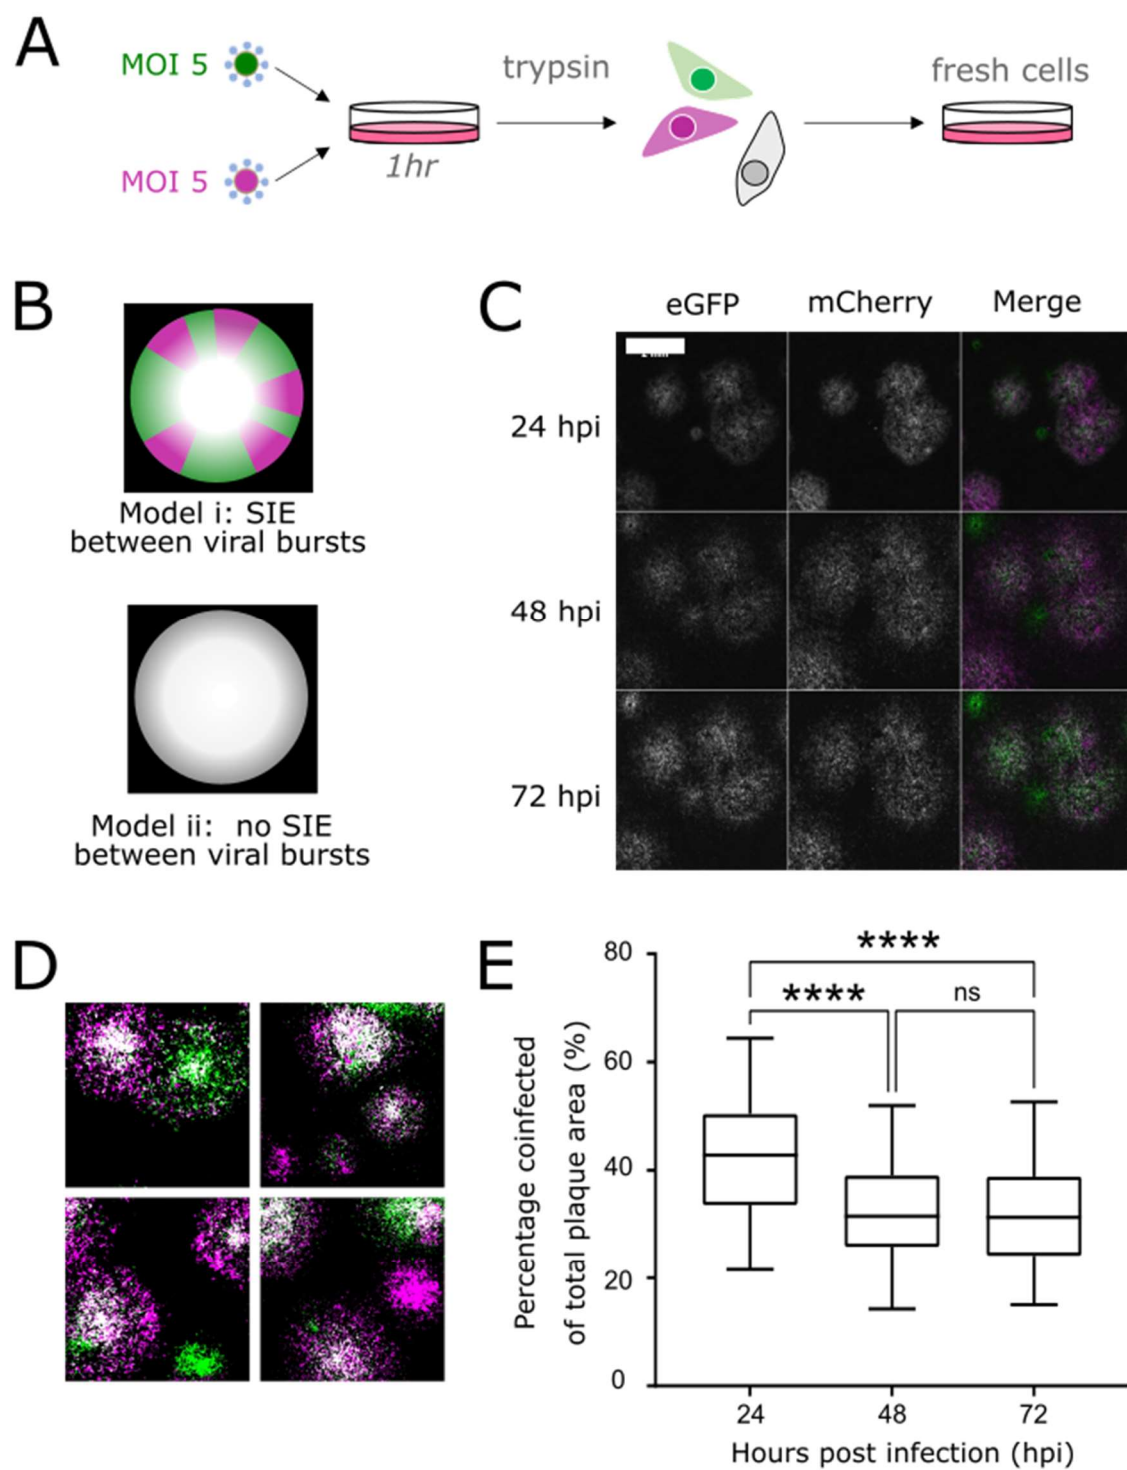 A
MOI 5
MOI 5
1hr
trypsin
fresh cells
B
Model i: SIE
between viral bursts
Model ii: no SIE
between viral bursts
C
eGFP
mCherry
Merge
24 hpi
48 hpi
72 hpi
D
E
Percentage coinfected
of total plaque area (%)
80
60
40
20
0
****
****
ns
24
48
72
Hours post infection (hpi)